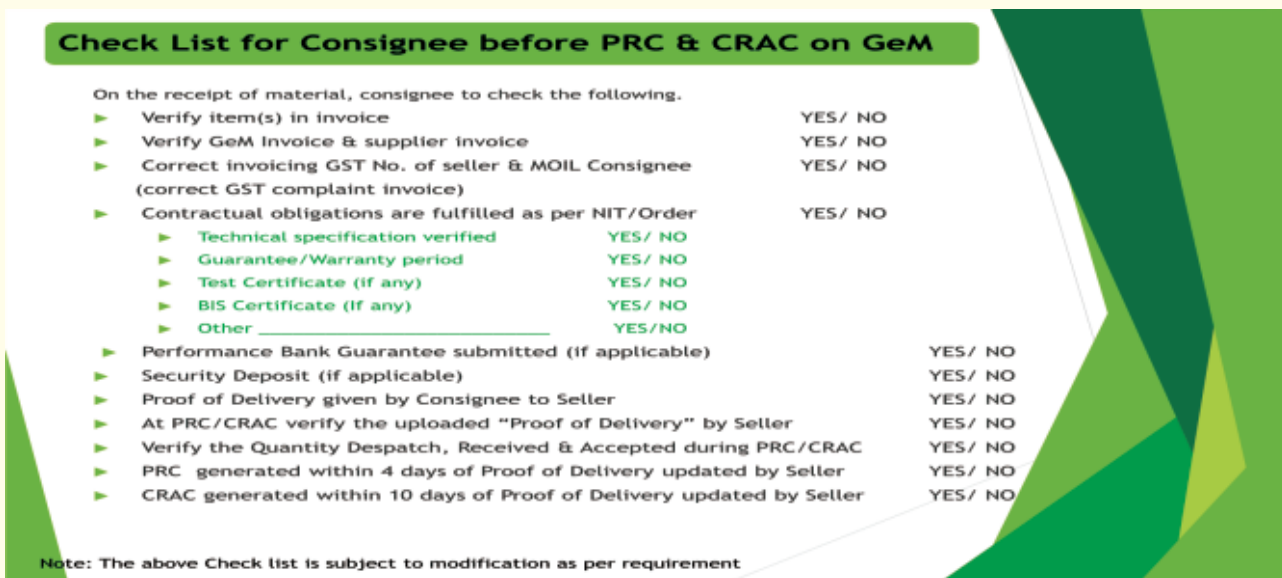 Check List for Consignee before PRC & CRAC on GeM
On the receipt of material, consignee to check the following.
Verify item(s) in invoice YES/ NO
Verify GeM Invoice & supplier invoice YES/ NO
Correct invoicing GST No. of seller & MOIL Consignee YES/ NO
(correct GST complaint invoice)
Contractual obligations are fulfilled as per NIT/Order YES/ NO
Technical specification verified YES/ NO
Guarantee/Warranty period YES/ NO
Test Certificate (if any) YES/ NO
BIS Certificate (If any) YES/ NO
Other ____________________________ YES/NO
Performance Bank Guarantee submitted (if applicable) YES/ NO
Security Deposit (if applicable) YES/ NO
Proof of Delivery given by Consignee to Seller YES/ NO
At PRC/CRAC verify the uploaded “Proof of Delivery” by Seller YES/ NO
Verify the Quantity Despatch, Received & Accepted during PRC/CRAC YES/ NO
PRC generated within 4 days of Proof of Delivery updated by Seller YES/ NO
CRAC generated within 10 days of Proof of Delivery updated by Seller YES/ NO
Note: The above Check list is subject to modification as per requirement